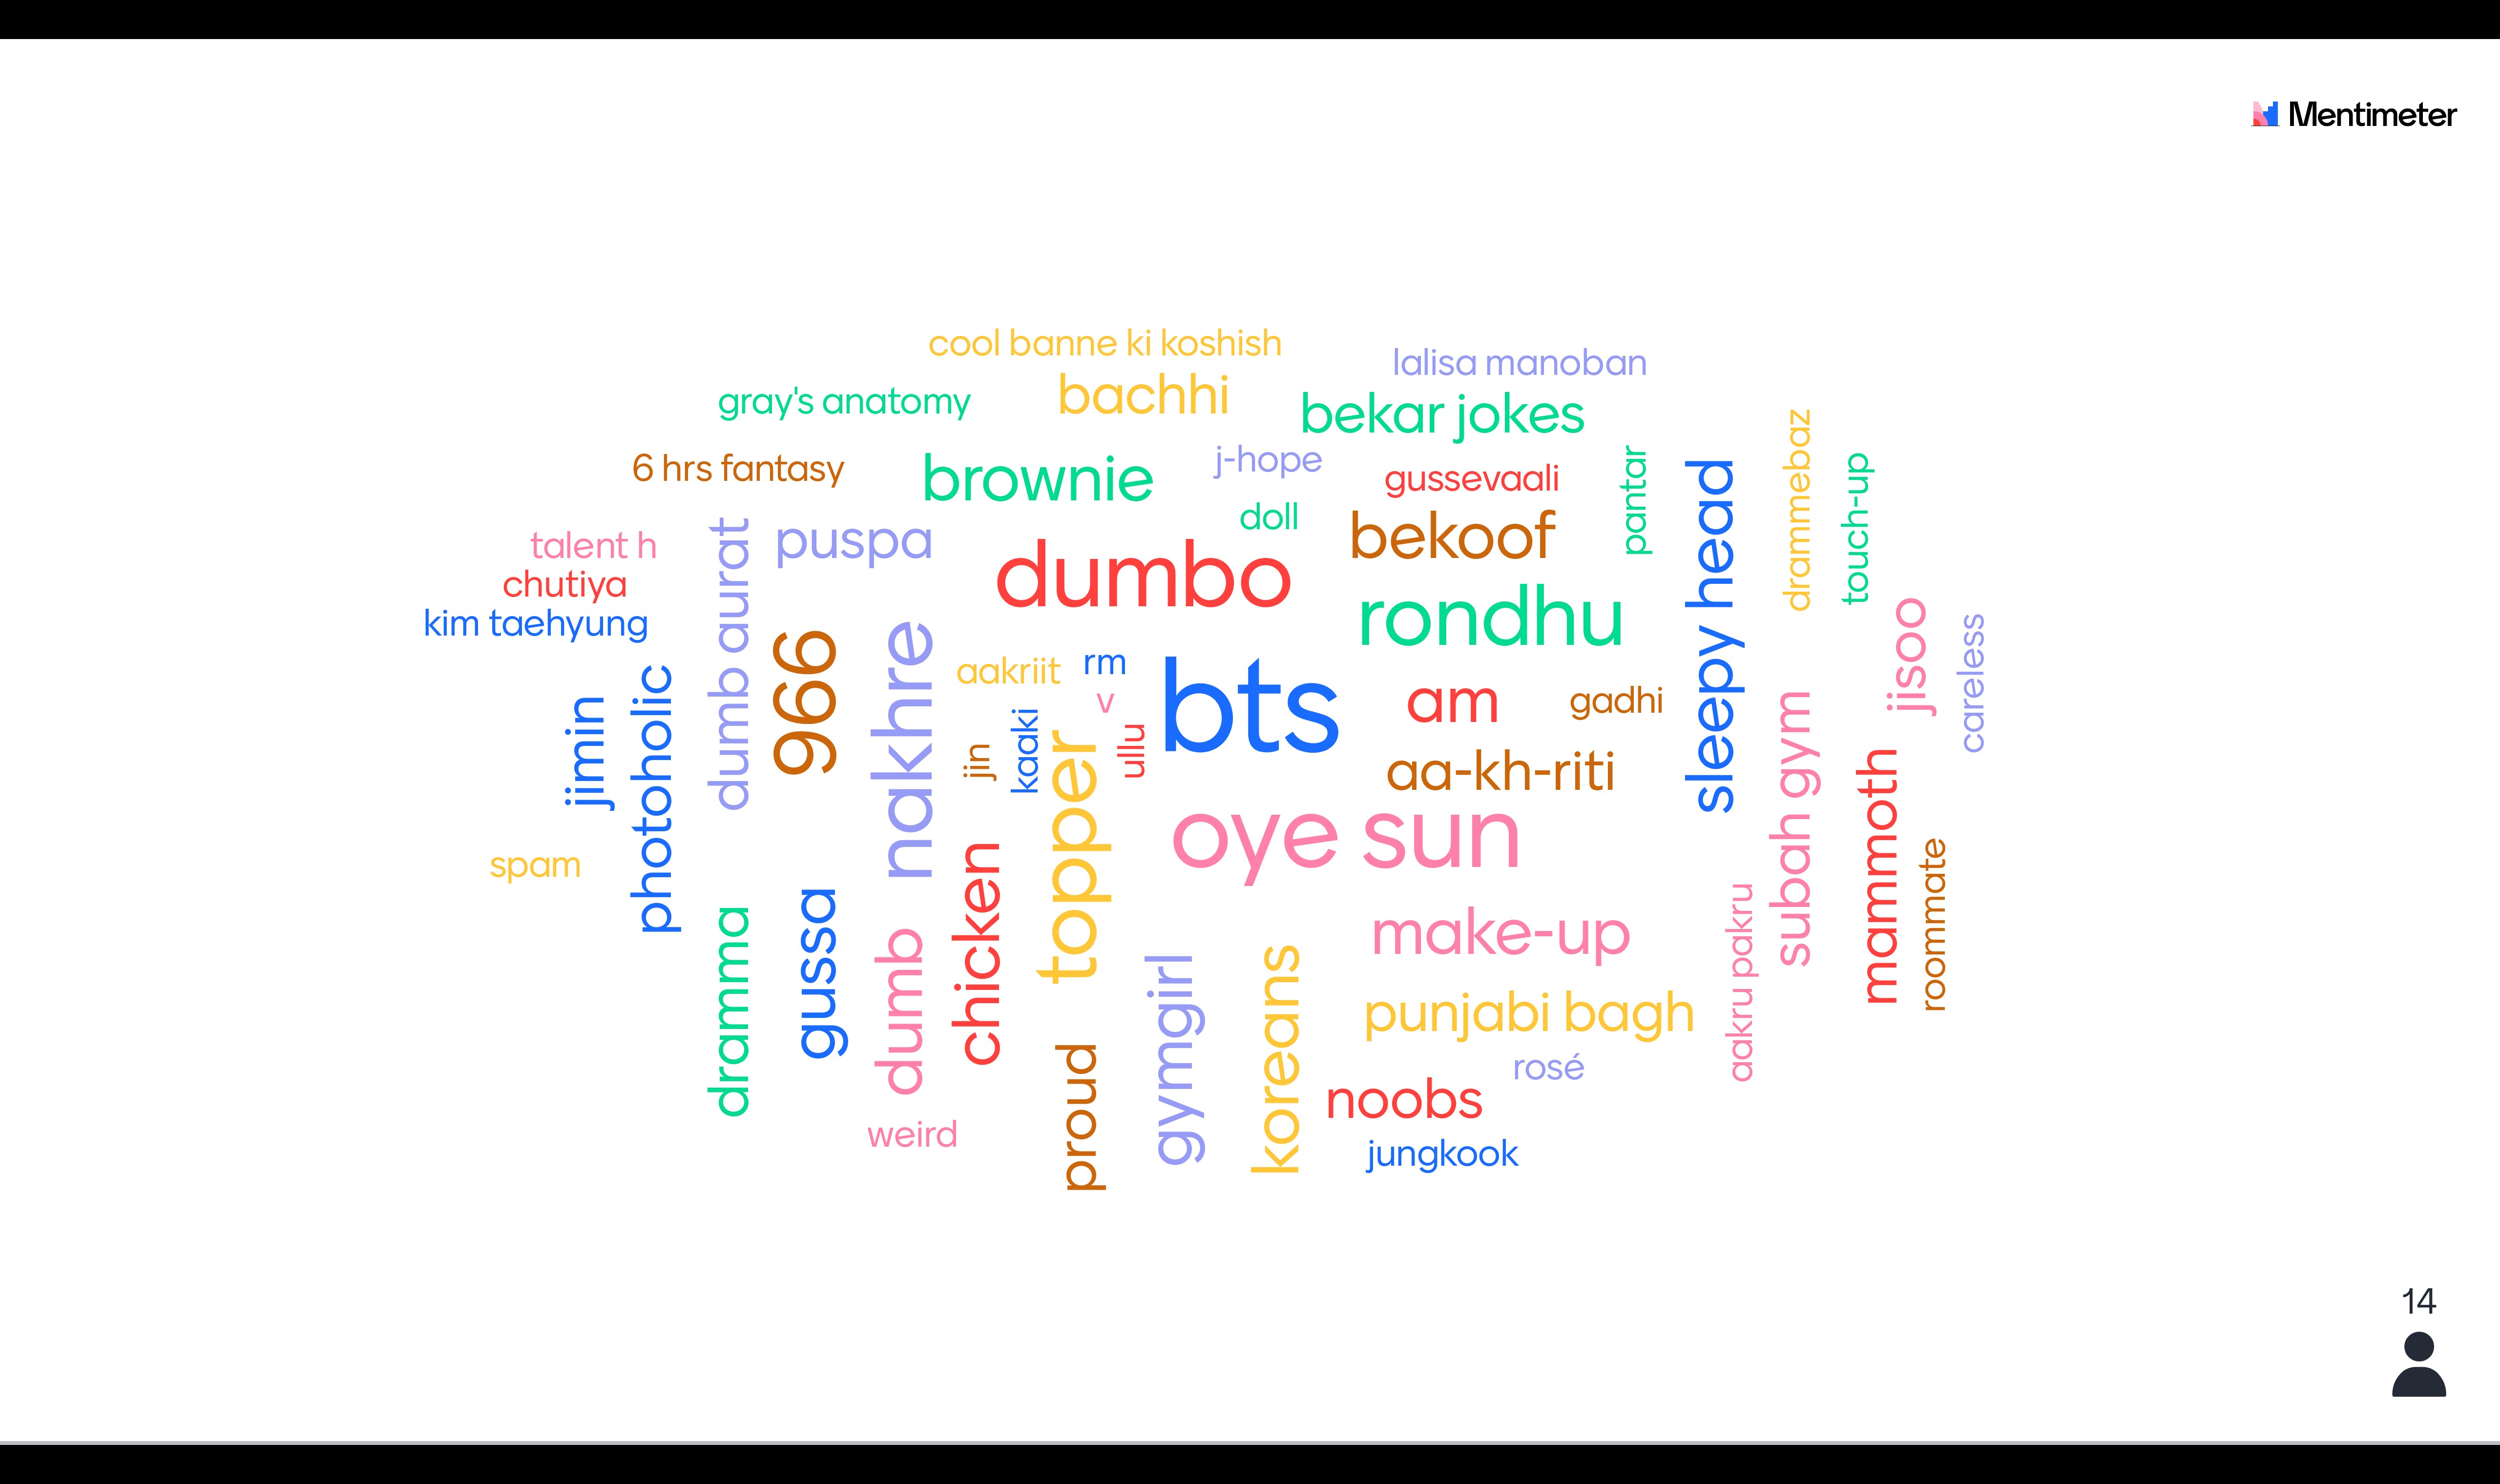 Mentimeter
cool banne ki koshish
lalisa manoban
bachhi
gray's anatomy
bekar jokes
j-hope
6 hrs fantasy
brownie
gussevaali
pantar
sleepy head
drammebaz
touch-up
doll
bekoof
talent h
puspa
dumbo
chutiya
kim taehyung
dumb aurat
rondhu
966
nakhre
aakriit
rm
v
bts
am
gadhi
jisoo
careless
jimin
photoholic
jin
kaaki
ullu
topper
aa-kh-riti
subah gym
mammoth
oye sun
spam
chicken
roommate
drama
gussa
dumb
make-up
aakru pakru
gymgirl
koreans
punjabi bagh
proud
rosé
noobs
weird
jungkook
14